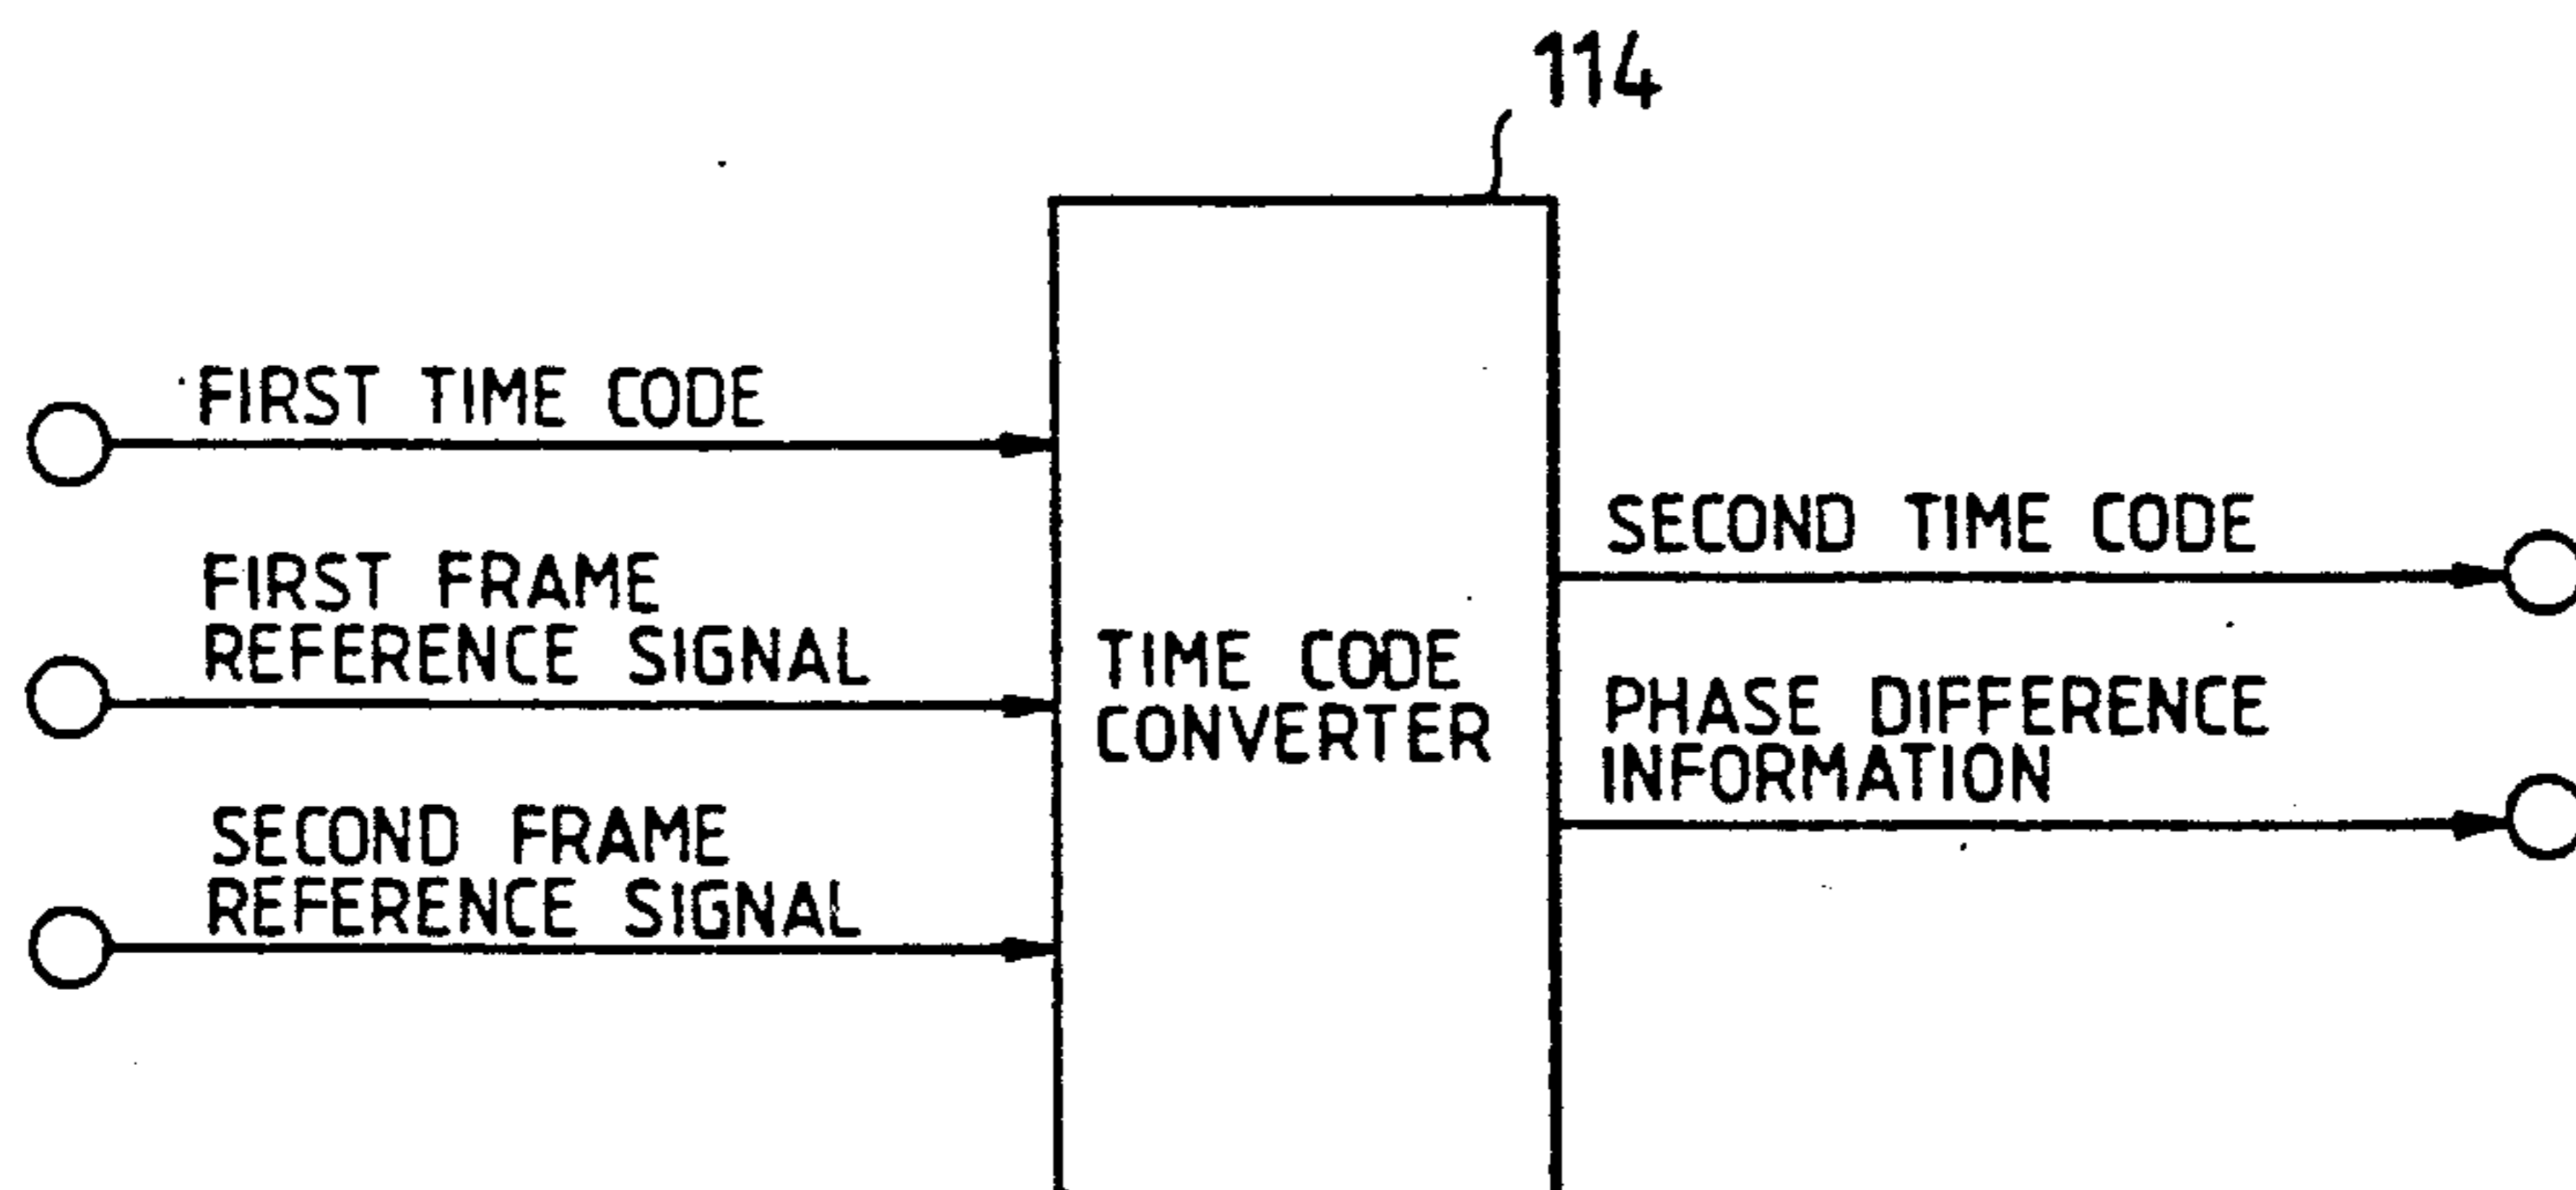 114
FIRST TIME CODE
FIRST FRAME
REFERENCE SIGNAL
SECOND FRAME
REFERENCE SIGNAL
TIME CODE
CONVERTER
SECOND TIME CODE
PHASE DIFFERENCE
INFORMATION